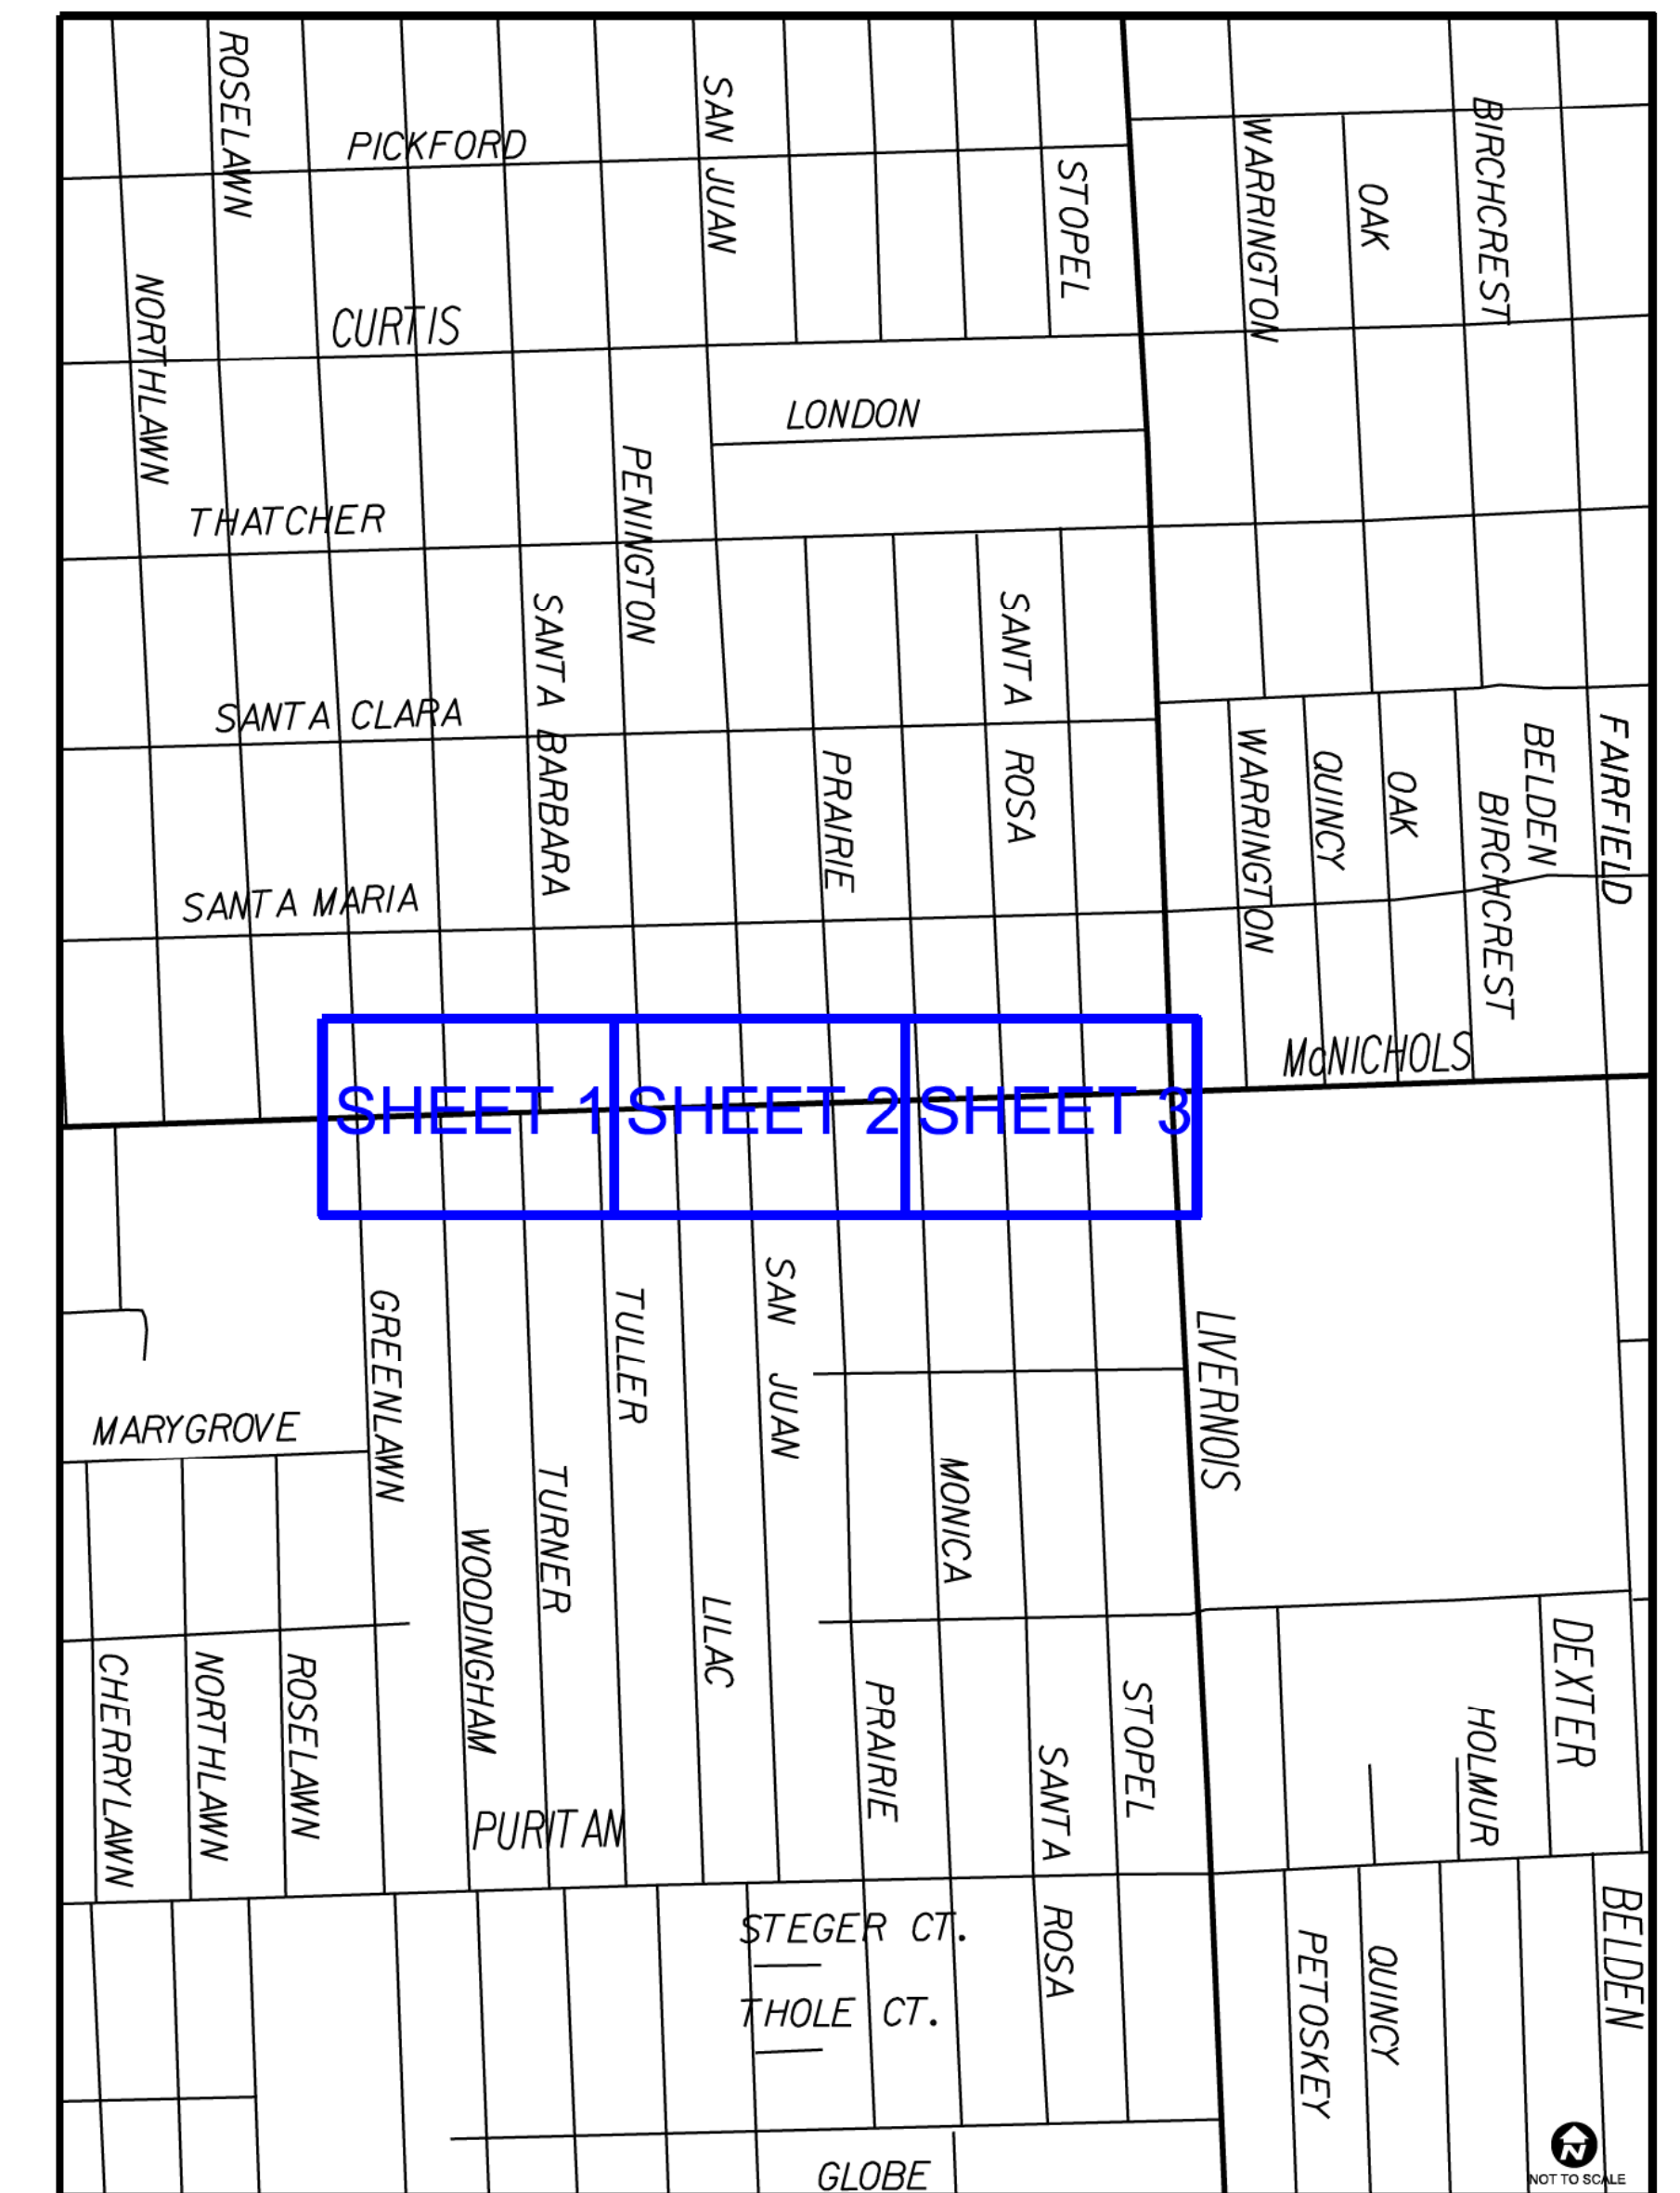 ROSELAWN
PICKFORD
SAN JUAN
STOPEL
WARRINGTON
OAK
BIRCHCREST
NORTHLAWN
CURTIS
LONDON
PENINGTON
THATCHER
SANTA BARBARA
SANTA ROSA
SANTA CLARA
PRAIRIE
WARRINGTON
QUINCY
OAK
BIRCHCREST
BELDEN
FAIRFIELD
SANTA MARIA
McNICHOLS
SHEET 1
SHEET 2
SHEET 3
GREENLAWN
TULLER
SAN JUAN
LIVERNOIS
MARYGROVE
WOODINGHAM
TURNER
LILAC
MONICA
CHERRYLAWN
NORTHLAWN
ROSELAWN
PRAIRIE
SANTA ROSA
STOPEL
HOLMUR
DEXTER
PURITAN
STEGER CT.
THOLE CT.
PETOSKEY
QUINCY
BELDEN
GLOBE
N
NOT TO SCALE